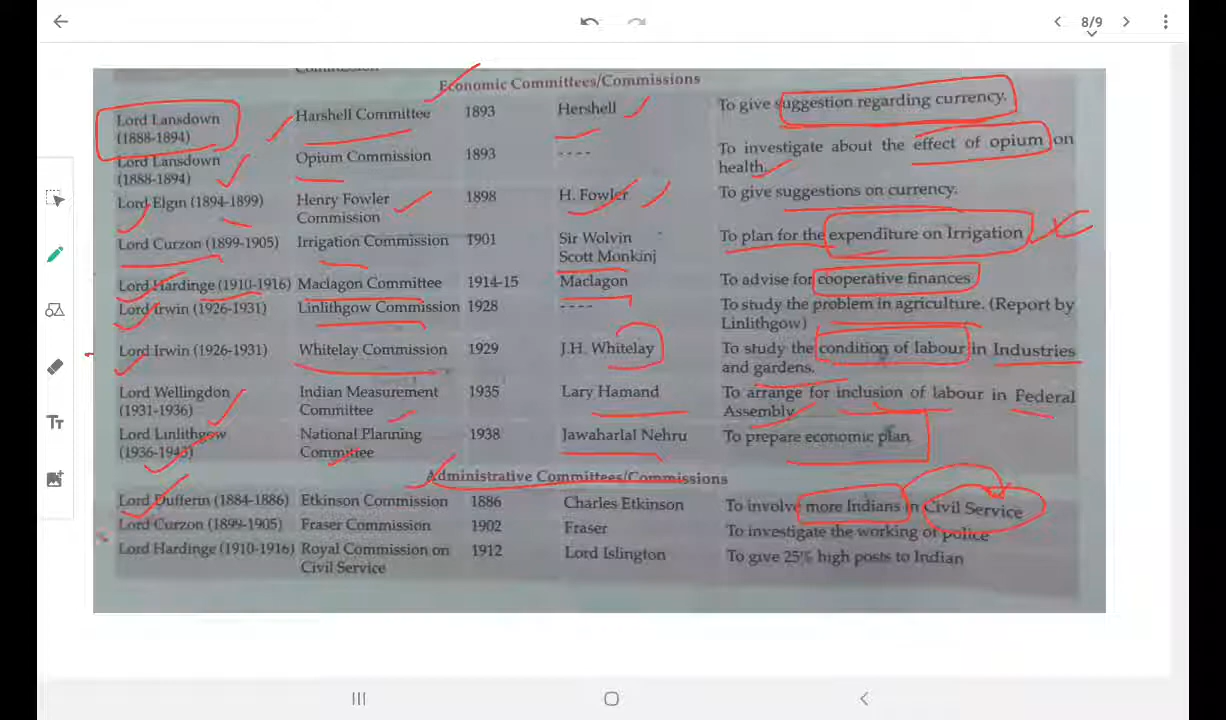 8/9
Economic Committees/Commissions
Lord Lansdown Harshell Committee 1893 Hershell To give suggestion regarding currency.
(1888-1894)
Lord Lansdown Opium Commission 1893 ---- To investigate about the effect of opium on
(1888-1894) health.
Lord Elgin (1894-1899) Henry Fowler 1898 H. Fowler To give suggestions on currency.
Commission
Lord Curzon (1899-1905) Irrigation Commission 1901 Sir Wolvin To plan for the expenditure on Irrigation
Scott Monkinj
Lord Hardinge (1910-1916) Maclagon Committee 1914-15 Maclagon To advise for cooperative finances
Lord Irwin (1926-1931) Linlithgow Commission 1928 ---- To study the problem in agriculture. (Report by
Linlithgow)
Lord Irwin (1926-1931) Whitelay Commission 1929 J.H. Whitelay To study the condition of labour in Industries
and gardens.
Lord Wellingdon Indian Measurement 1935 Lary Hamand To arrange for inclusion of labour in Federal
(1931-1936) Committee Assembly
Lord Linlithgow National Planning 1938 Jawaharlal Nehru To prepare economic plan
(1936-1943) Committee
Administrative Committees/Commissions
Lord Dufferin (1884-1886) Etkinson Commission 1886 Charles Etkinson To involve more Indians in Civil Service
Lord Curzon (1899-1905) Fraser Commission 1902 Fraser To investigate the working of police
Lord Hardinge (1910-1916) Royal Commission on 1912 Lord Islington To give 25% high posts to Indian
Civil Service